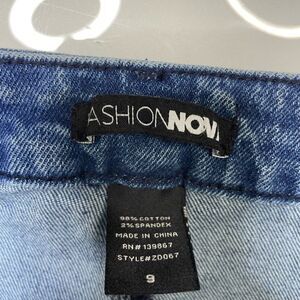 ASHIONNOV
98% COTTON
2% SPANDEX
MADE IN CHINA
RN# 139867
STYLE#ZD067
9